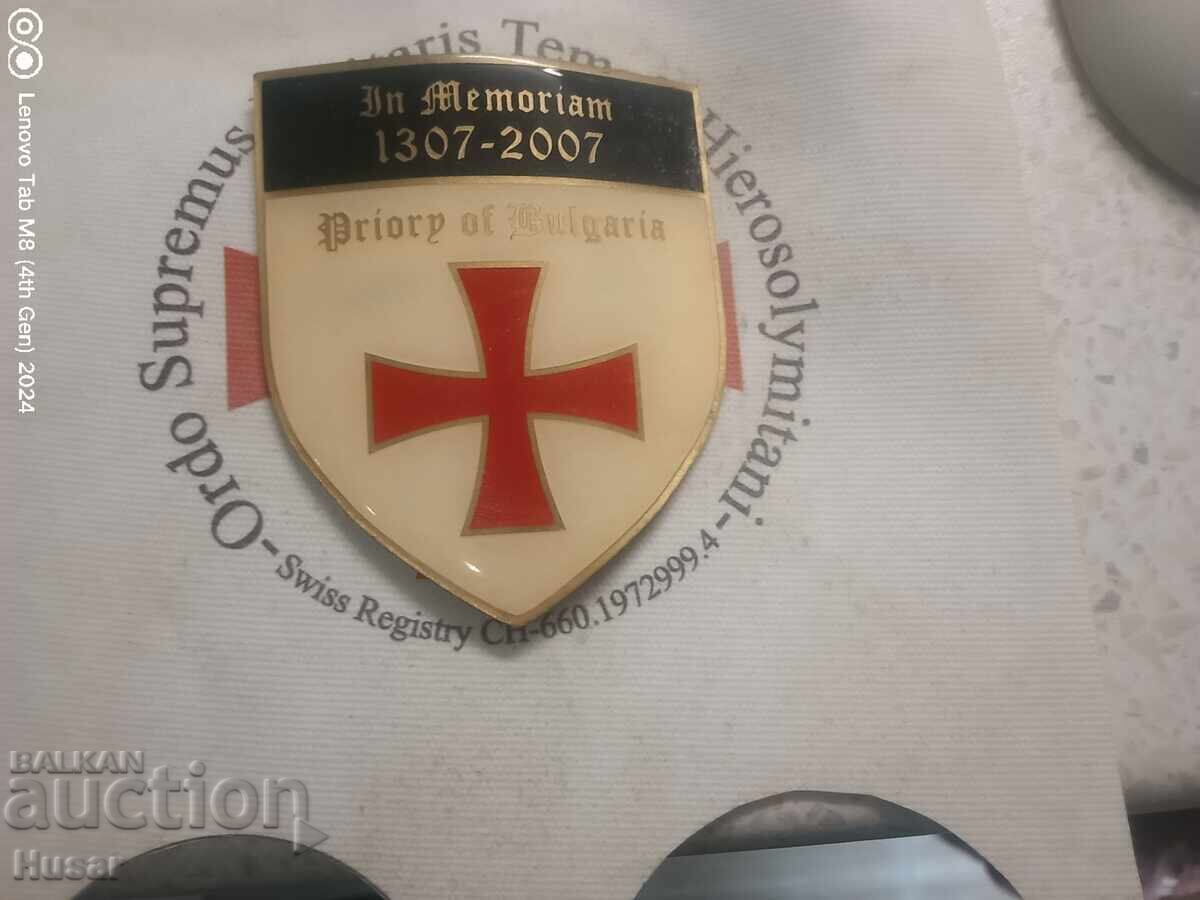 In Memoriam
1307-2007
Priory of Bulgaria
Ordo Supremus
Hierosolymitani-
-Swiss Registry CH-660.1972999.4-
Lenovo Tab M8 (4th Gen) 2024
BALKAN
auction
Husar